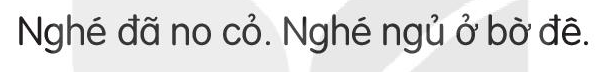 Nghé đã no cỏ. Nghé ngủ ở bờ đê.